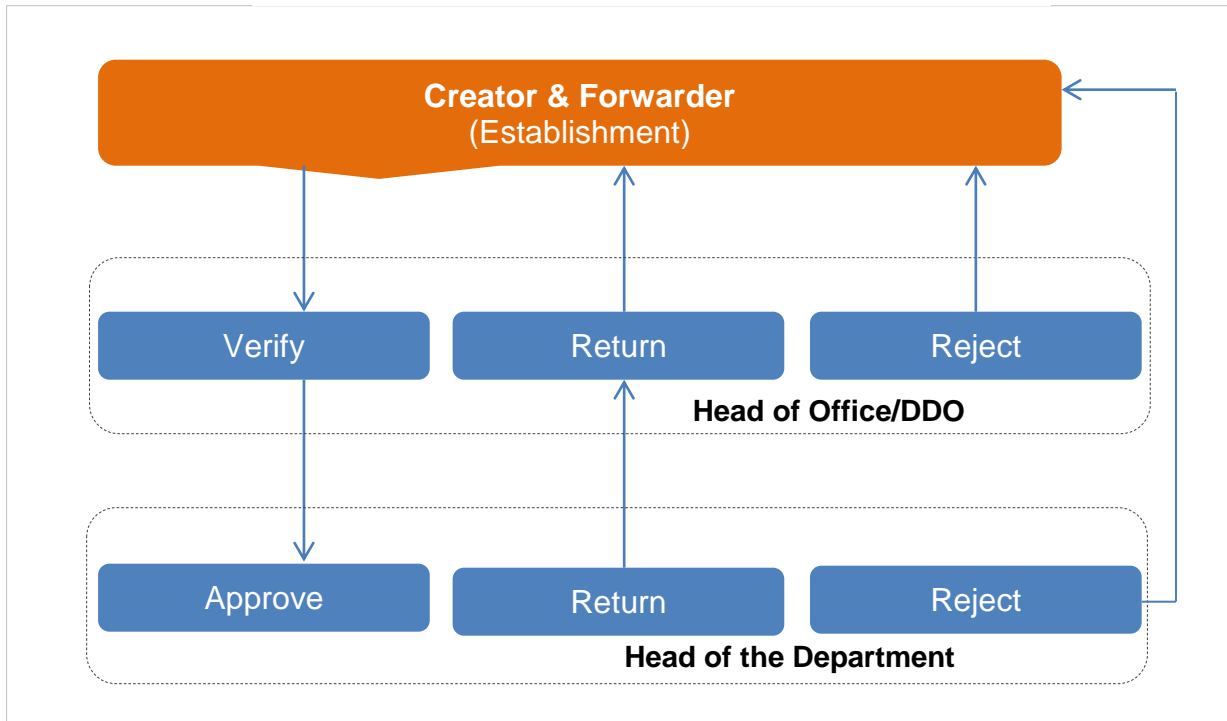 Creator & Forwarder
(Establishment)
Verify
Return
Reject
Head of Office/DDO
Approve
Return
Reject
Head of the Department